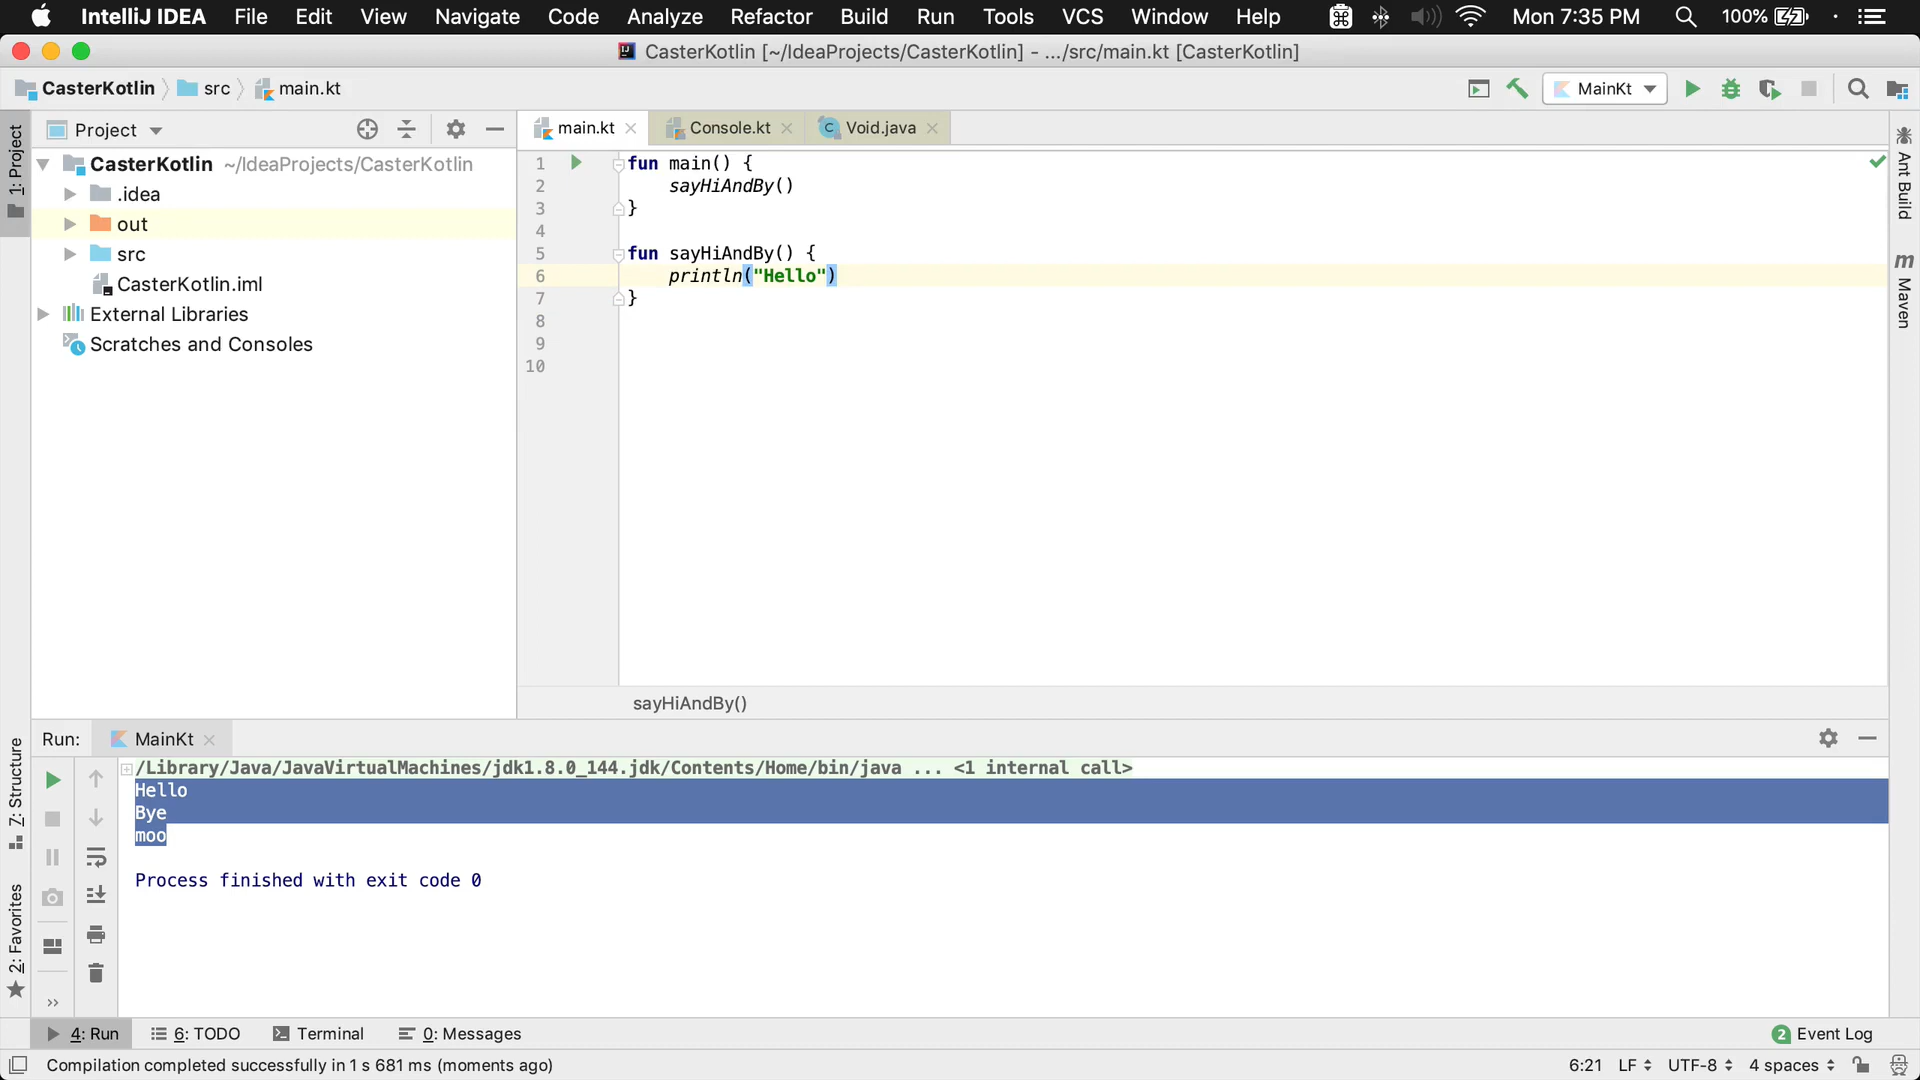 IntelliJ IDEA File Edit View Navigate Code Analyze Refactor Build Run Tools VCS Window Help Mon 7:35 PM 100%
CasterKotlin [~/IdeaProjects/CasterKotlin] - .../src/main.kt [CasterKotlin]
CasterKotlin src main.kt MainKt
1: Project
Project
CasterKotlin ~/IdeaProjects/CasterKotlin
.idea
out
src
CasterKotlin.iml
External Libraries
Scratches and Consoles
main.kt Console.kt Void.java
1 fun main() {
2 sayHiAndBy()
3 }
4
5 fun sayHiAndBy() {
6 println("Hello")
7 }
8
9
10
sayHiAndBy()
Ant Build
m Maven
Run: MainKt
Z: Structure
2: Favorites
/Library/Java/JavaVirtualMachines/jdk1.8.0_144.jdk/Contents/Home/bin/java ... <1 internal call>
Hello
Bye
moo
Process finished with exit code 0
4: Run 6: TODO Terminal 0: Messages 2 Event Log
Compilation completed successfully in 1 s 681 ms (moments ago) 6:21 LF UTF-8 4 spaces